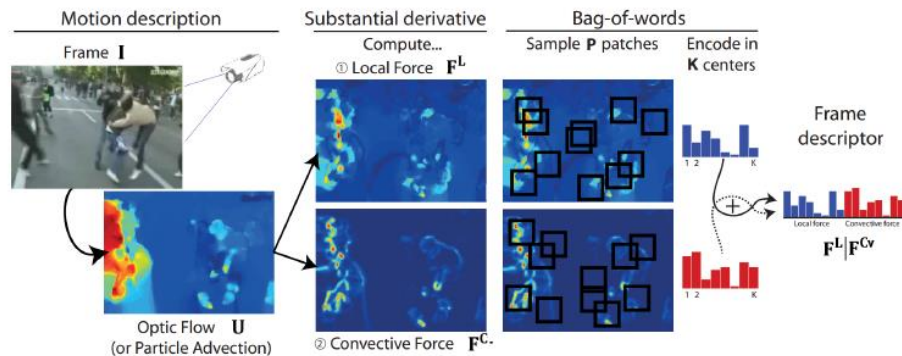 Motion description
Substantial derivative
Bag-of-words
Frame I
Compute...
① Local Force F^L
Sample P patches
Encode in
K centers
Frame
descriptor
1 2 K
Local force Convective force
F^L|F^Cv
1 2 K
Optic Flow U
(or Particle Advection)
② Convective Force F^C.